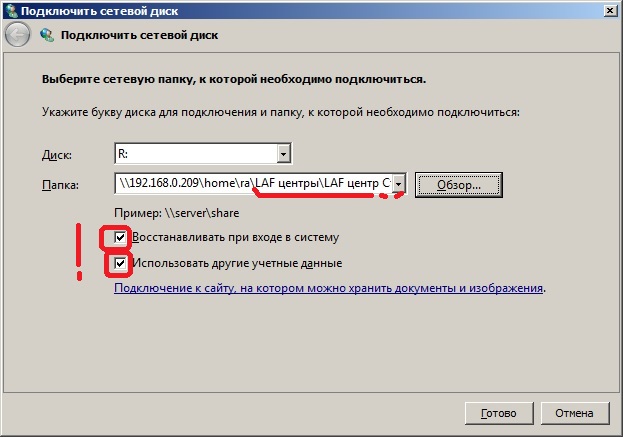 Подключить сетевой диск
Подключить сетевой диск
Выберите сетевую папку, к которой необходимо подключиться.
Укажите букву диска для подключения и папку, к которой необходимо подключиться:
Диск: R:
Папка: \\192.168.0.209\home\ra\LAF центры\LAF центр Обзор...
Пример: \\server\share
Восстанавливать при входе в систему
Использовать другие учетные данные
Подключение к сайту, на котором можно хранить документы и изображения.
Готово Отмена